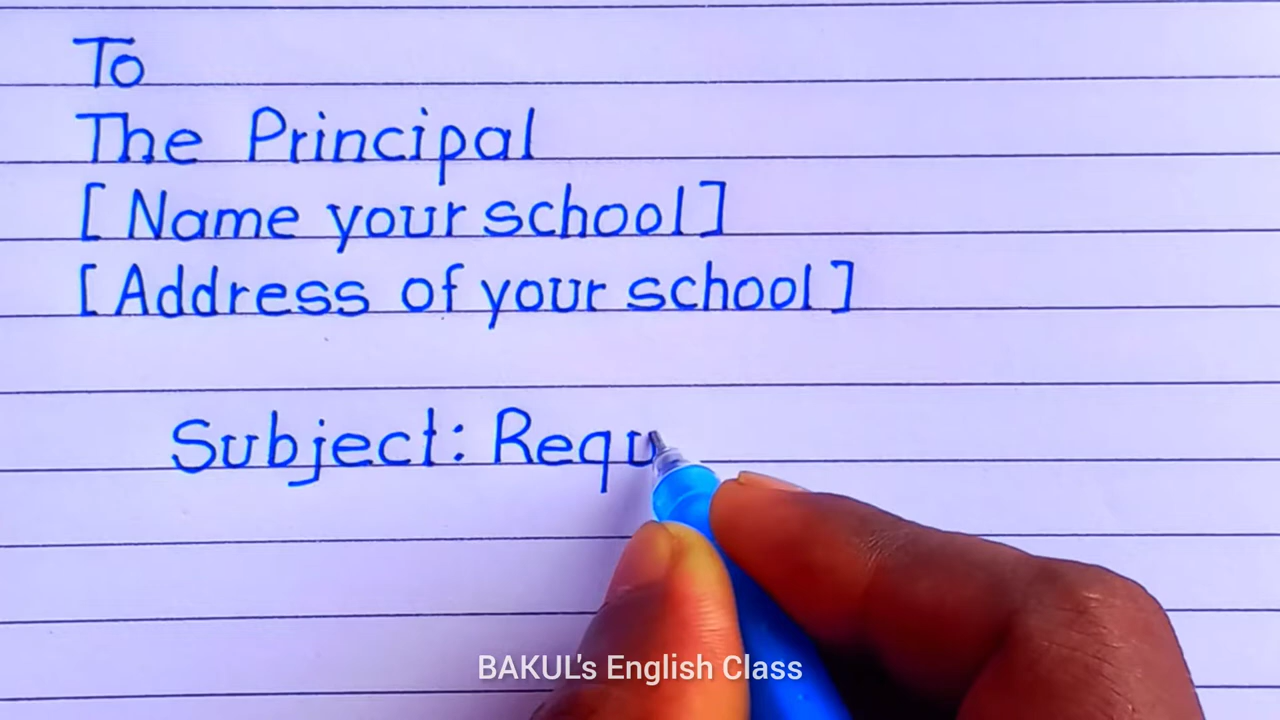 To
The Principal
[ Name your school ]
[ Address of your school ]
Subject: Requ
BAKUL's English Class